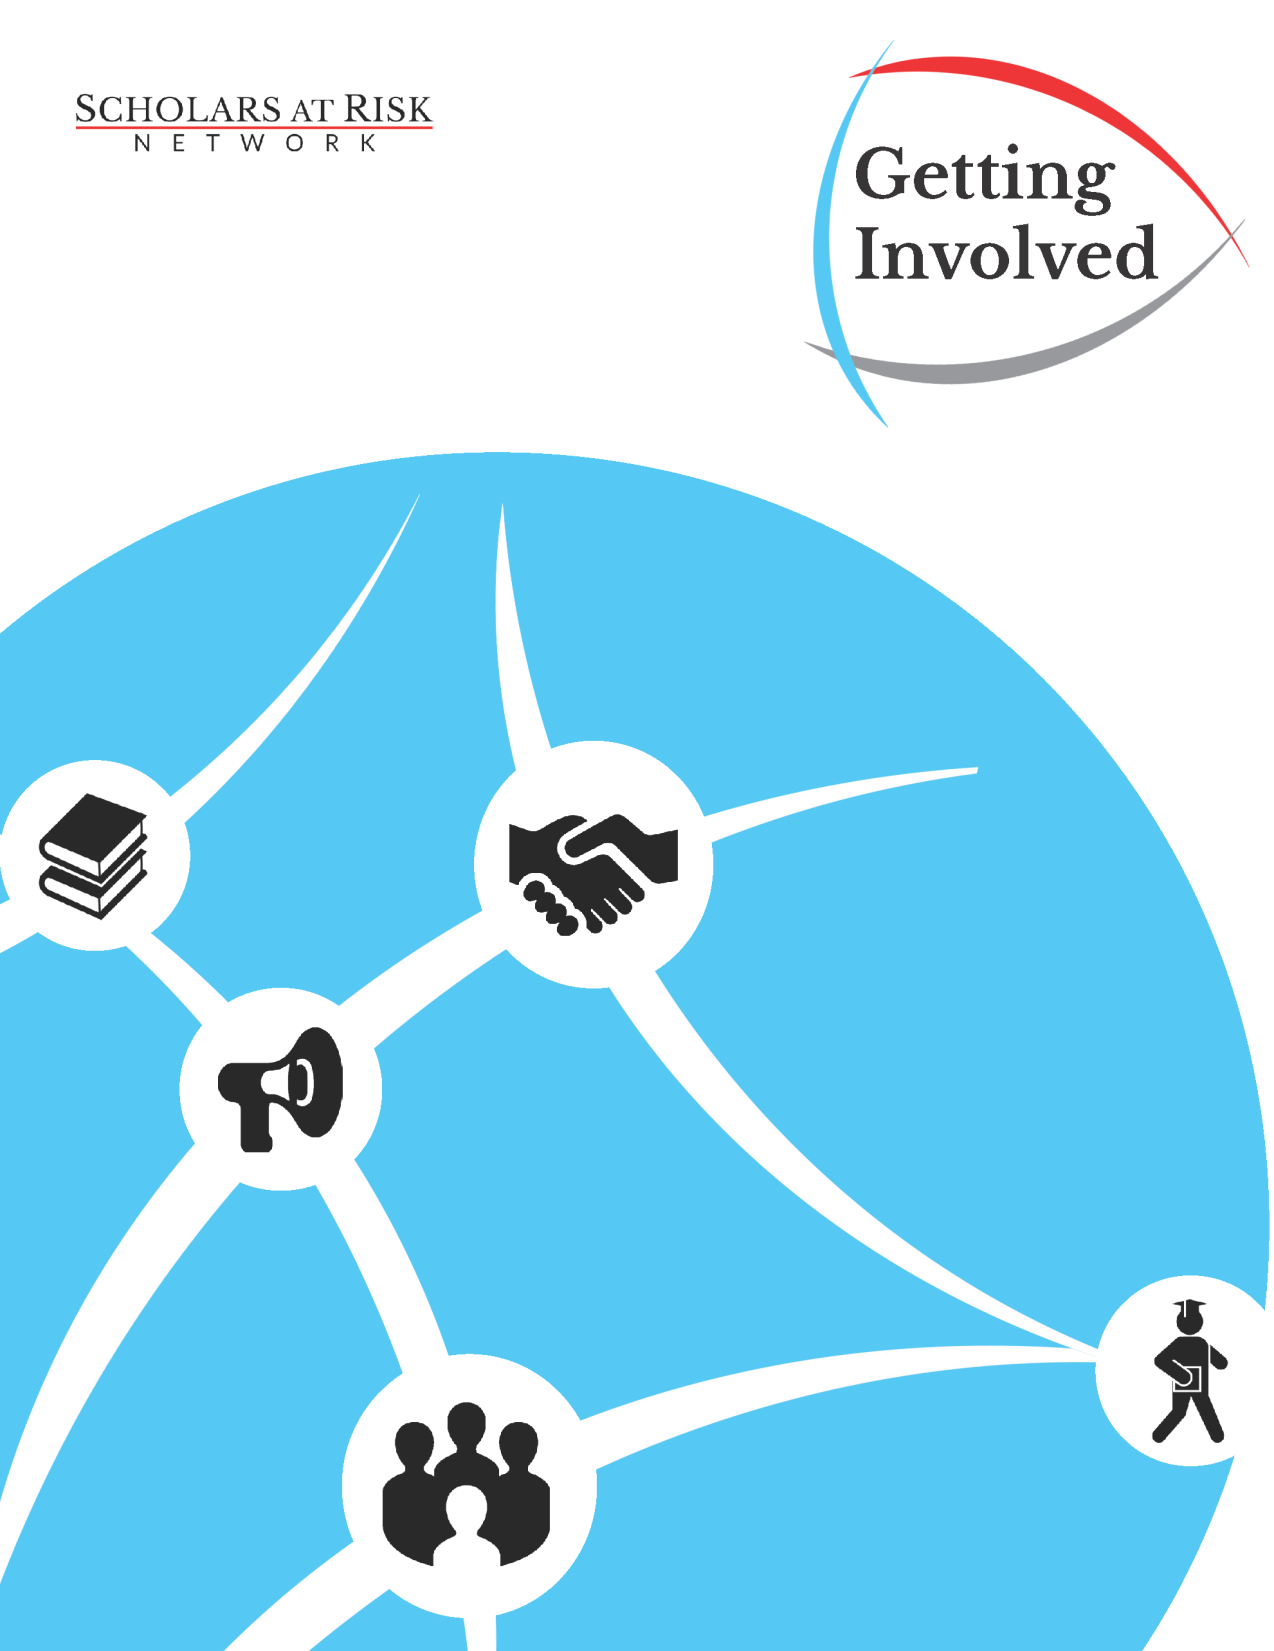 SCHOLARS AT RISK
NETWORK
Getting
Involved